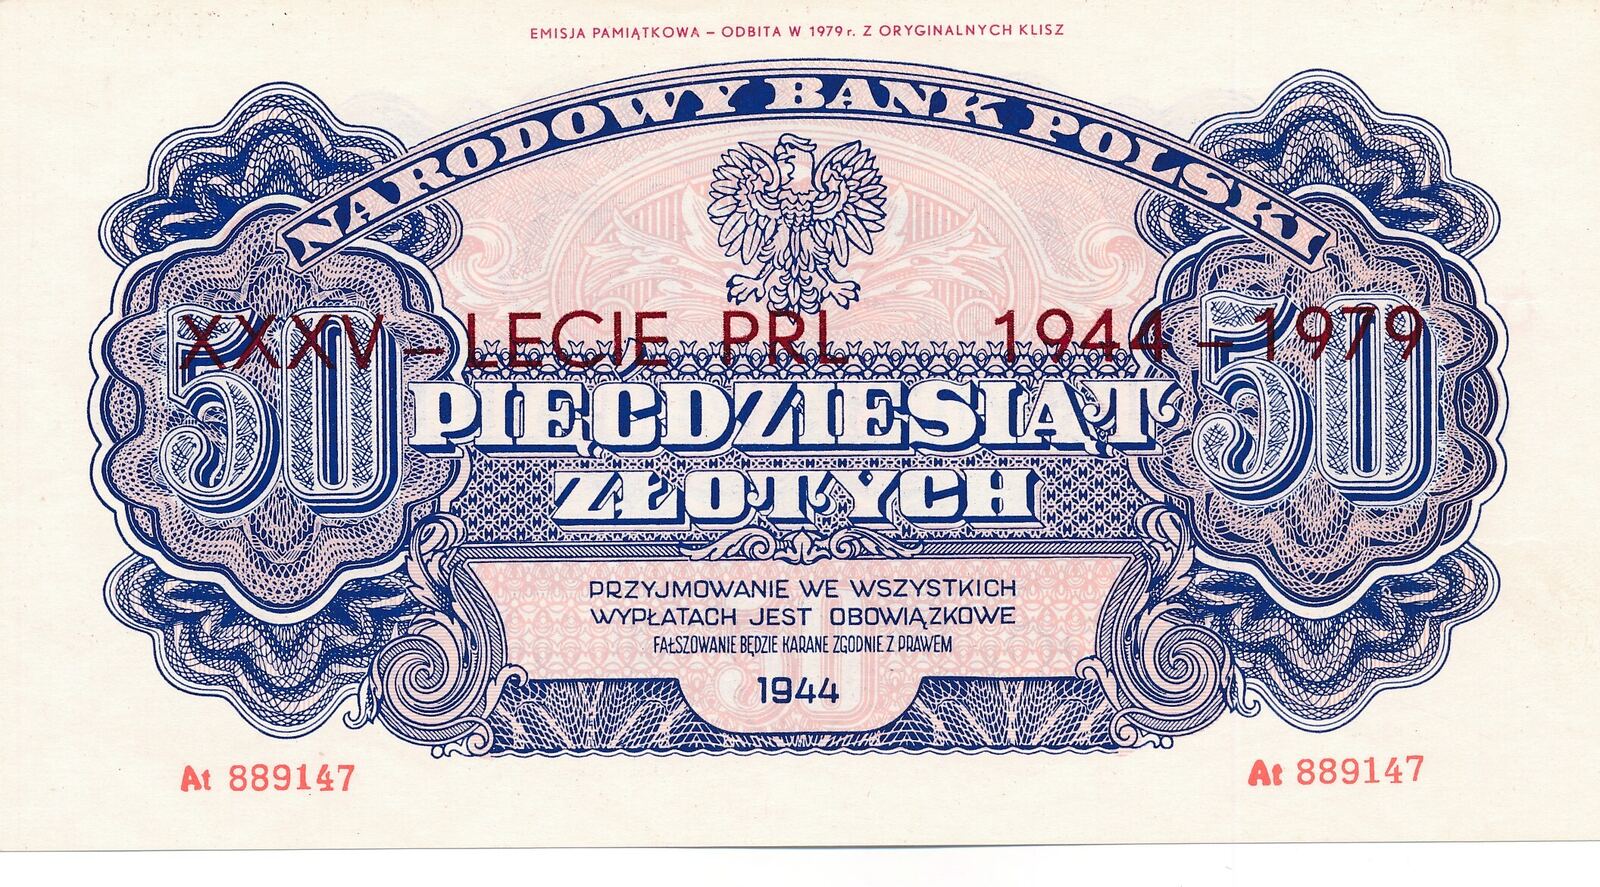 EMISJA PAMIĄTKOWA – ODBITA W 1979 r. Z ORYGINALNYCH KLISZ
NARODOWY BANK POLSKI
XXXV – LECIE PRL 1944 – 1979
50 50
PIĘĆDZIESIĄT
ZŁOTYCH
PRZYJMOWANIE WE WSZYSTKICH
WYPŁATACH JEST OBOWIĄZKOWE
FAŁSZOWANIE BĘDZIE KARANE ZGODNIE Z PRAWEM
50
1944
At 889147 At 889147